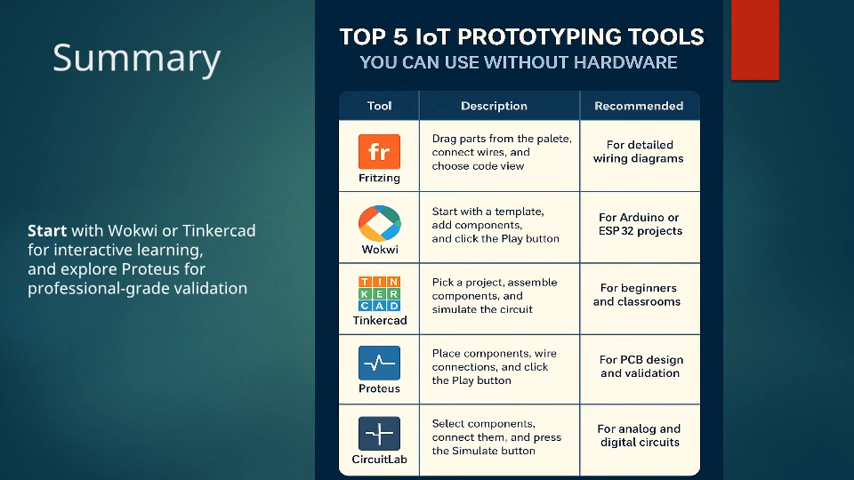 Summary
Start with Wokwi or Tinkercad
for interactive learning,
and explore Proteus for
professional-grade validation
TOP 5 IoT PROTOTYPING TOOLS
YOU CAN USE WITHOUT HARDWARE
Tool Description Recommended
fr
Fritzing
Drag parts from the palete,
connect wires, and
choose code view
For detailed
wiring diagrams
Wokwi
Start with a template,
add components,
and click the Play button
For Arduino or
ESP32 projects
TIN
KER
CAD
Tinkercad
Pick a project, assemble
components, and
simulate the circuit
For beginners
and classrooms
Proteus
Place components, wire
connections, and click
the Play button
For PCB design
and validation
CircuitLab
Select components,
connect them, and press
the Simulate button
For analog and
digital circuits